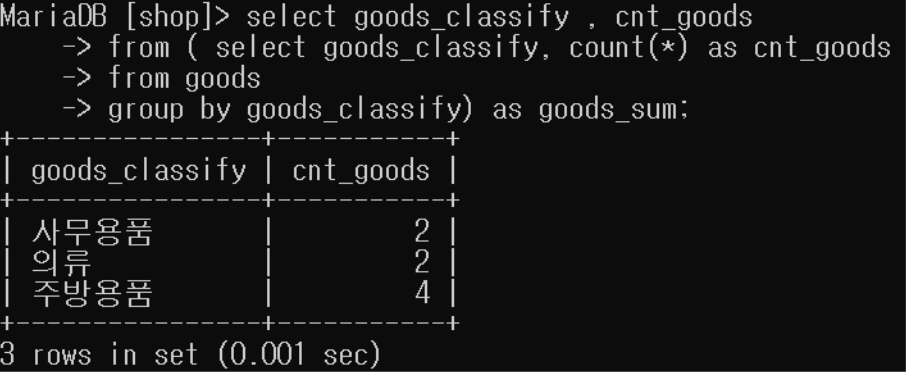 MariaDB [shop]> select goods_classify , cnt_goods
    -> from ( select goods_classify, count(*) as cnt_goods
    -> from goods
    -> group by goods_classify) as goods_sum;
+----------------+-----------+
| goods_classify | cnt_goods |
+----------------+-----------+
| 사무용품       |         2 |
| 의류           |         2 |
| 주방용품       |         4 |
+----------------+-----------+
3 rows in set (0.001 sec)